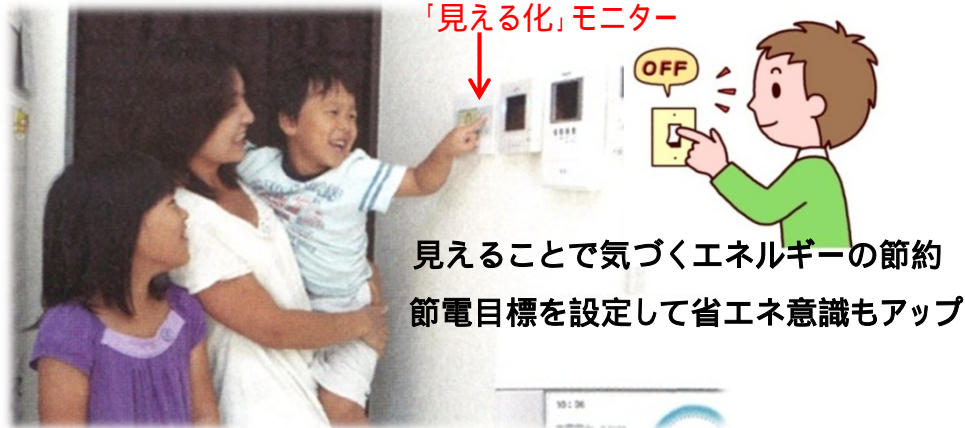 「見える化」モニター
OFF
見えることで気づくエネルギーの節約
節電目標を設定して省エネ意識もアップ
10:06